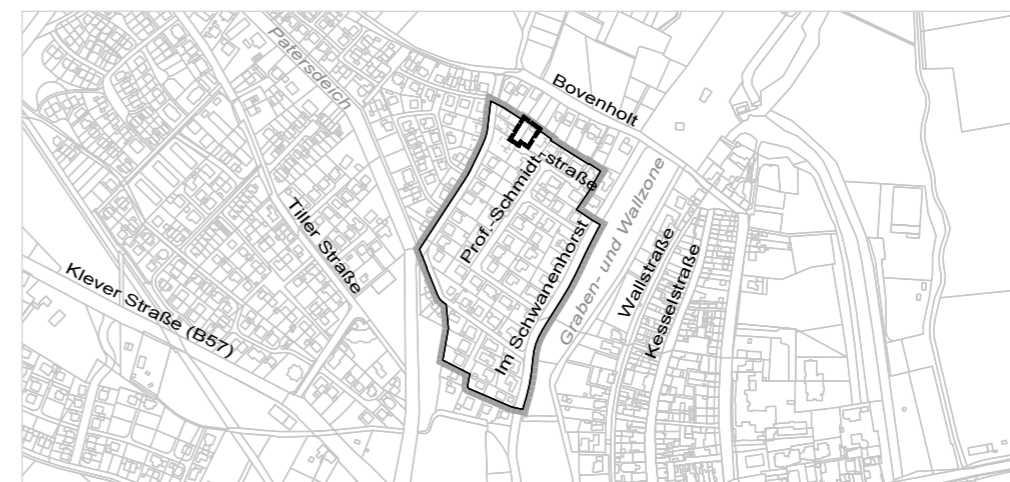 Patersdeich
Bovenholt
Prof.-Schmidt-straße
Tiller Straße
Klever Straße (B57)
Im Schwanenhorst
Graben- und Wallzone
Wallstraße
Kesselstraße